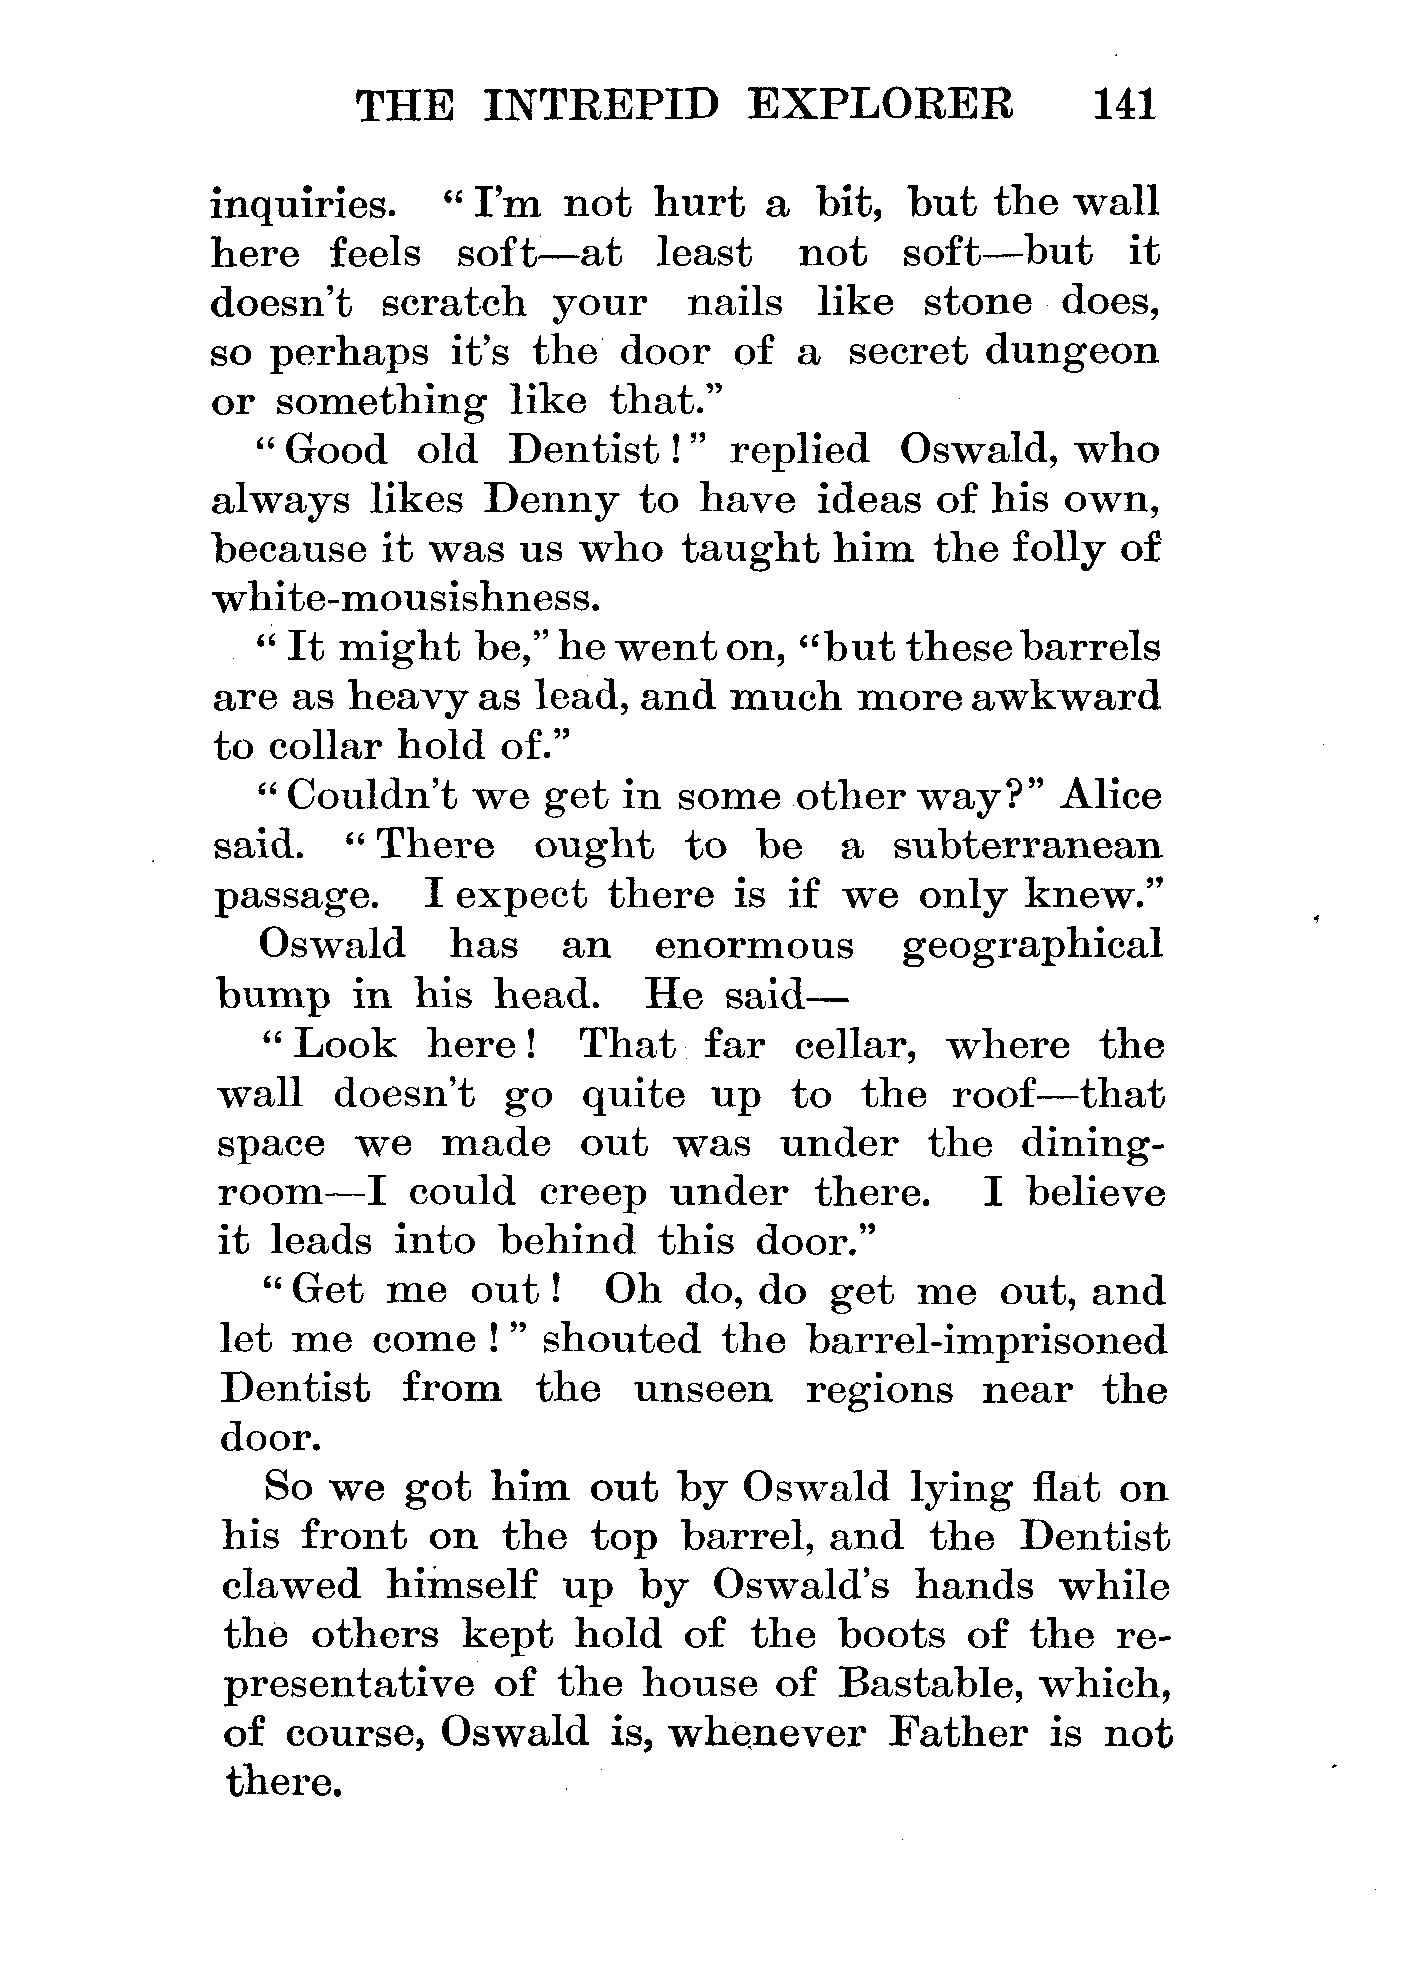 THE INTREPID EXPLORER 141
inquiries. “I'm not hurt a bit, but the wall
here feels soft—at least not soft—but it
doesn't scratch your nails like stone does,
so perhaps it's the door of a secret dungeon
or something like that.”
“Good old Dentist!” replied Oswald, who
always likes Denny to have ideas of his own,
because it was us who taught him the folly of
white-mousishness.
“It might be,” he went on, “but these barrels
are as heavy as lead, and much more awkward
to collar hold of.”
“Couldn't we get in some other way?” Alice
said. “There ought to be a subterranean
passage. I expect there is if we only knew.”
Oswald has an enormous geographical
bump in his head. He said—
“Look here! That far cellar, where the
wall doesn't go quite up to the roof—that
space we made out was under the dining-
room—I could creep under there. I believe
it leads into behind this door.”
“Get me out! Oh do, do get me out, and
let me come!” shouted the barrel-imprisoned
Dentist from the unseen regions near the
door.
So we got him out by Oswald lying flat on
his front on the top barrel, and the Dentist
clawed himself up by Oswald's hands while
the others kept hold of the boots of the re-
presentative of the house of Bastable, which,
of course, Oswald is, whenever Father is not
there.